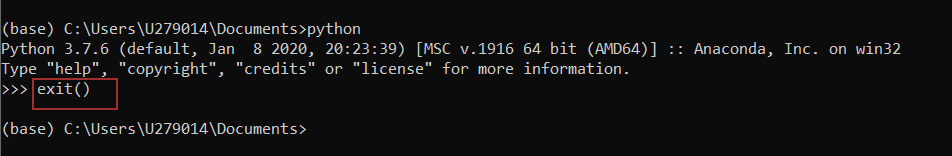 (base) C:\Users\U279014\Documents>python
Python 3.7.6 (default, Jan  8 2020, 20:23:39) [MSC v.1916 64 bit (AMD64)] :: Anaconda, Inc. on win32
Type "help", "copyright", "credits" or "license" for more information.
>>> exit()
(base) C:\Users\U279014\Documents>